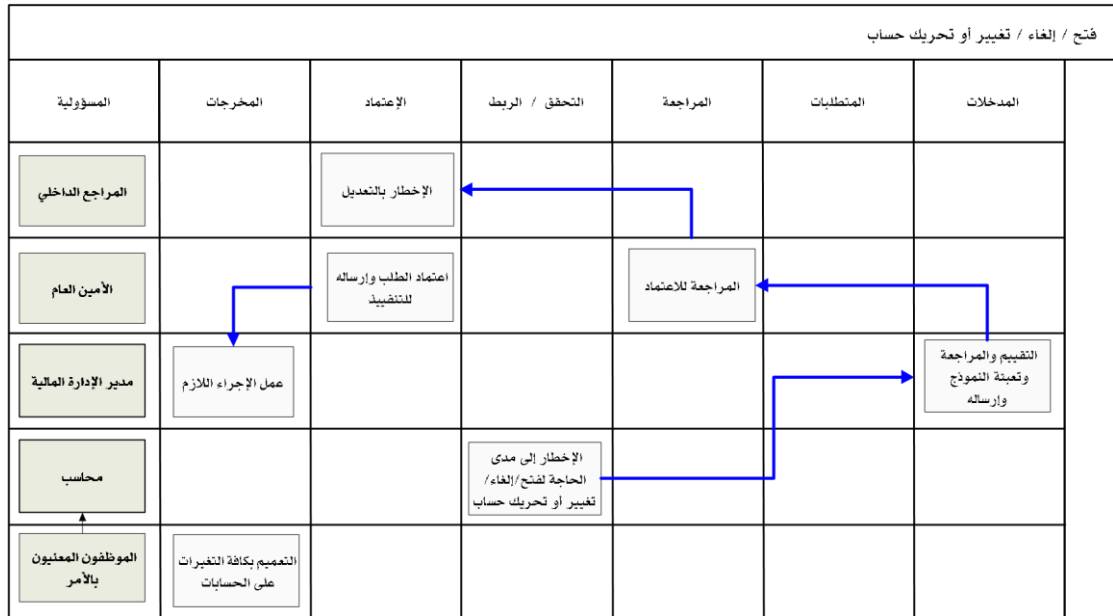 فتح / إلغاء / تغيير أو تحريك حساب
المدخلات
المتطلبات
المراجعة
التحقق / الربط
الإعتماد
المخرجات
المسؤولية
الإخطار بالتعديل
المراجع الداخلي
المراجعة للاعتماد
اعتماد الطلب وإرساله
للتنفييذ
الأمين العام
التقييم والمراجعة
وتعبئة النموذج
وإرساله
عمل الإجراء اللازم
مدير الإدارة المالية
الإخطار إلى مدى
الحاجة لفتح/إلغاء/
تغيير أو تحريك حساب
محاسب
التعميم بكافة التغيرات
على الحسابات
الموظفون المعنيون
بالأمر